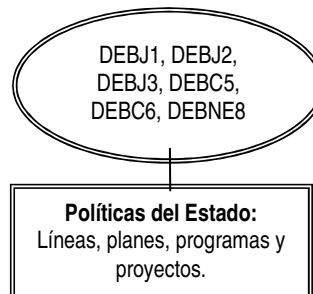 DEBJ1, DEBJ2,
DEBJ3, DEBC5,
DEBC6, DEBNE8
Políticas del Estado:
Líneas, planes, programas y
proyectos.